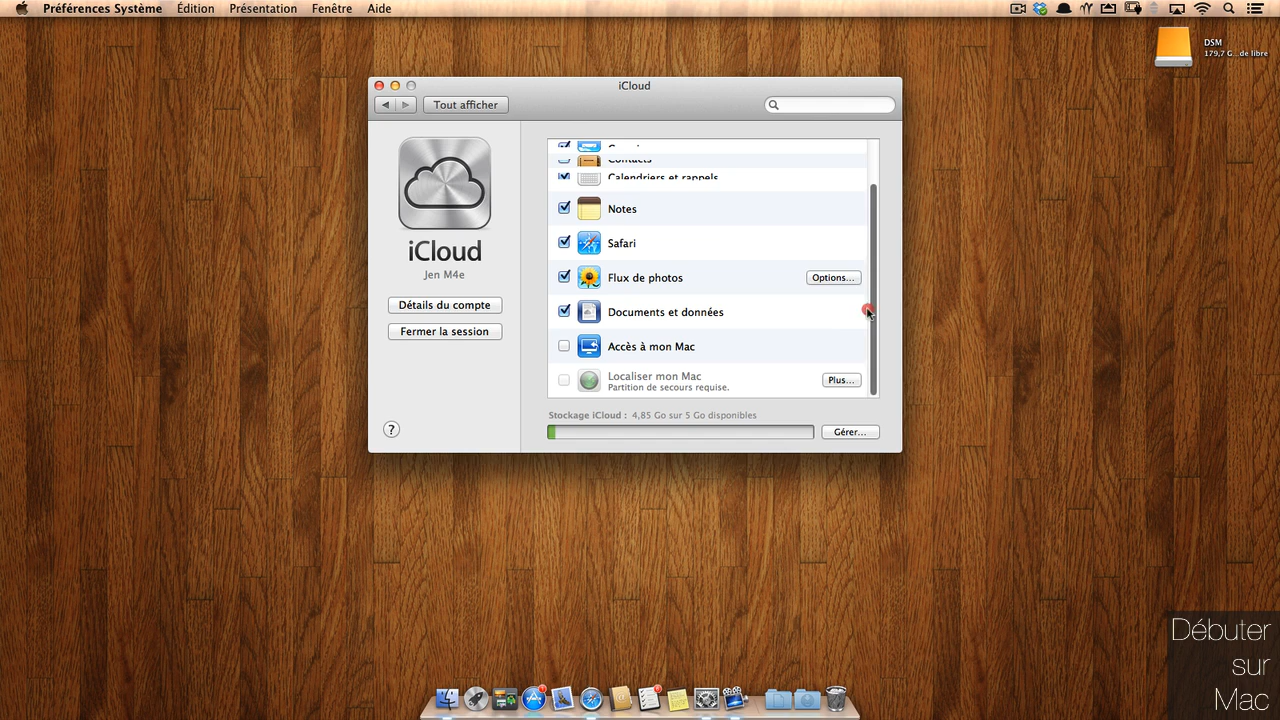 Préférences Système Édition Présentation Fenêtre Aide
DSM
179,7 G...de libre
iCloud
Tout afficher
Contacts
Calendriers et rappels
Notes
Safari
Flux de photos
Options...
Documents et données
Accès à mon Mac
Localiser mon Mac
Partition de secours requise.
Plus...
iCloud
Jen M4e
Détails du compte
Fermer la session
?
Stockage iCloud : 4,85 Go sur 5 Go disponibles
Gérer...
Débuter
sur
Mac